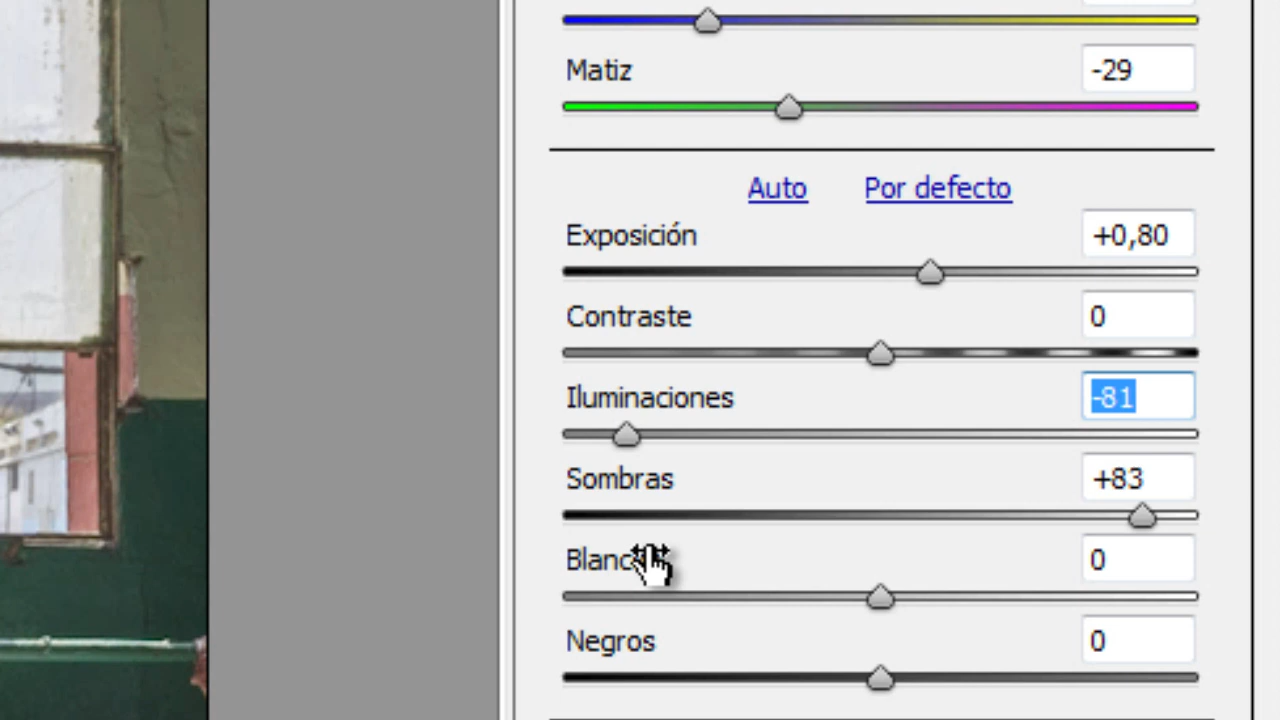 Matiz -29
Auto Por defecto
Exposición +0,80
Contraste 0
Iluminaciones -81
Sombras +83
0
Negros 0